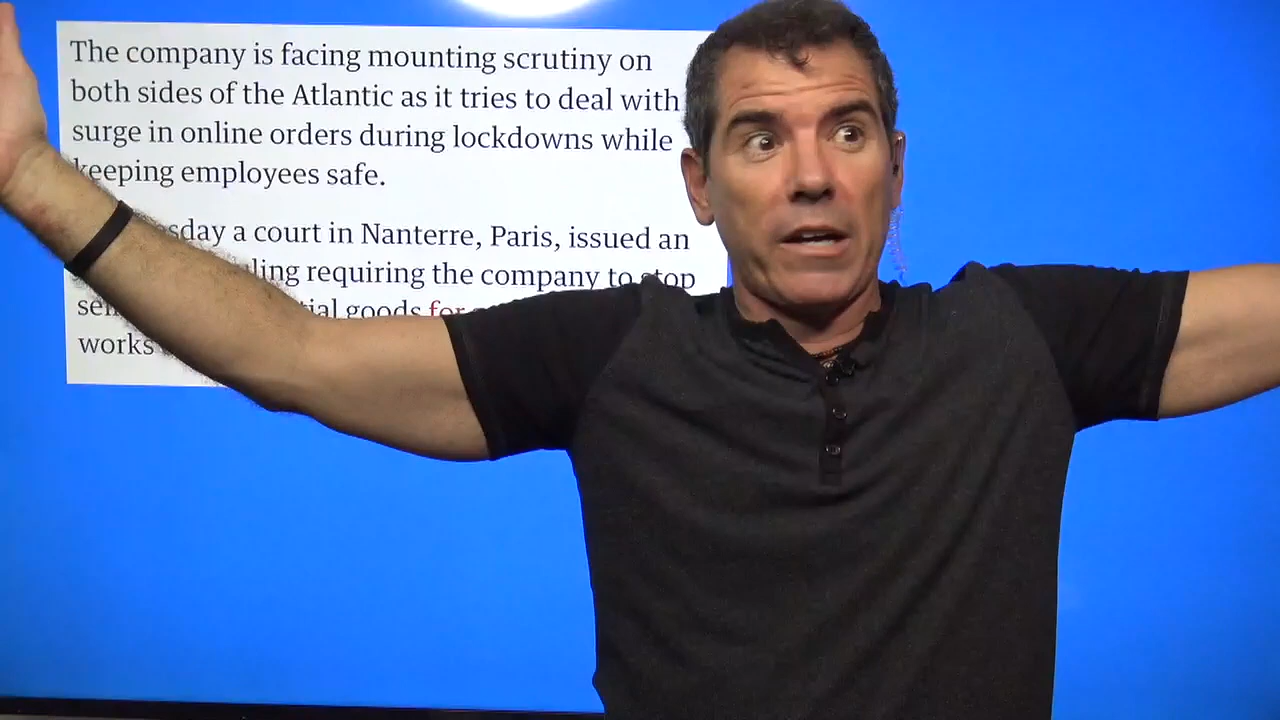 The company is facing mounting scrutiny on
both sides of the Atlantic as it tries to deal with
surge in online orders during lockdowns while
keeping employees safe.
a court in Nanterre, Paris, issued an
requiring the company to stop
goods for
works